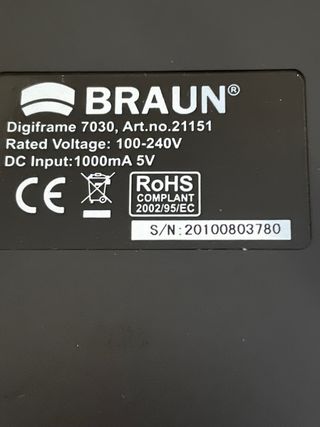 BRAUN®
Digiframe 7030, Art.no.21151
Rated Voltage: 100-240V
DC Input:1000mA 5V
CE
RoHS
COMPLANT
2002/95/EC
S/N: 20100803780